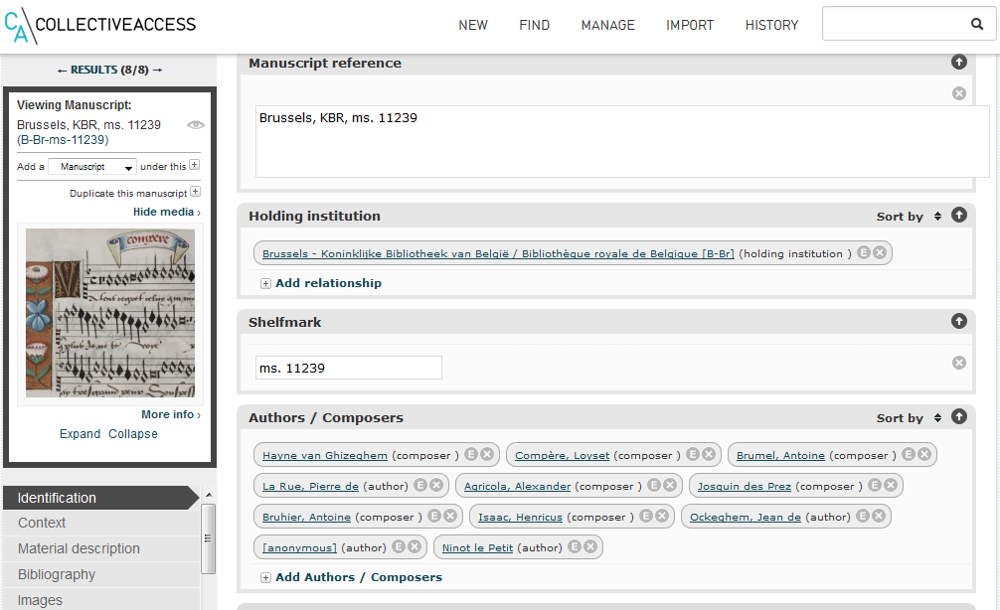 CA COLLECTIVEACCESS
NEW FIND MANAGE IMPORT HISTORY
← RESULTS (8/8) →
Viewing Manuscript:
Brussels, KBR, ms. 11239
(B-Br-ms-11239)
Add a Manuscript under this
Duplicate this manuscript
Hide media ›
compere
More info ›
Expand Collapse
Identification
Context
Material description
Bibliography
Images
Manuscript reference
Brussels, KBR, ms. 11239
Holding institution Sort by
Brussels - Koninklijke Bibliotheek van België / Bibliothèque royale de Belgique [B-Br] (holding institution ) E
Add relationship
Shelfmark
ms. 11239
Authors / Composers Sort by
Hayne van Ghizeghem (composer ) E Compère, Loyset (composer ) E Brumel, Antoine (composer ) E
La Rue, Pierre de (author) E Agricola, Alexander (composer ) E Josquin des Prez (composer ) E
Bruhier, Antoine (composer ) E Isaac, Henricus (composer ) E Ockeghem, Jean de (author) E
[anonymous] (author) E Ninot le Petit (author) E
Add Authors / Composers